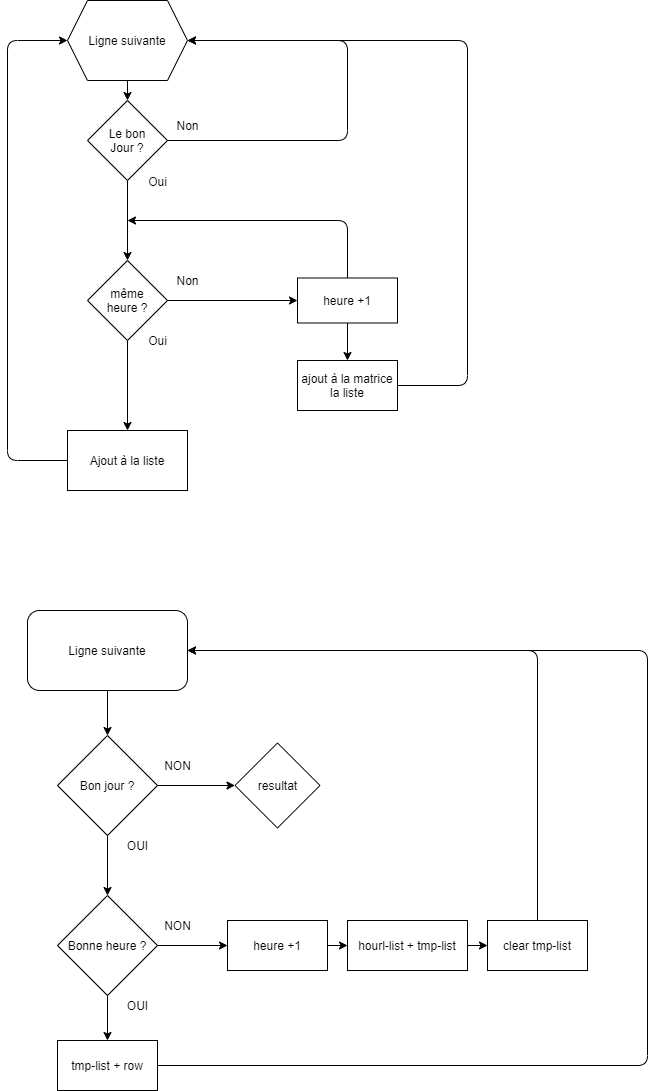 Ligne suivante
Le bon
Jour ?
Non
Oui
même
heure ?
Non
heure +1
Oui
ajout à la matrice
la liste
Ajout à la liste
Ligne suivante
Bon jour ?
NON
resultat
OUI
Bonne heure ?
NON
heure +1
hourl-list + tmp-list
clear tmp-list
OUI
tmp-list + row